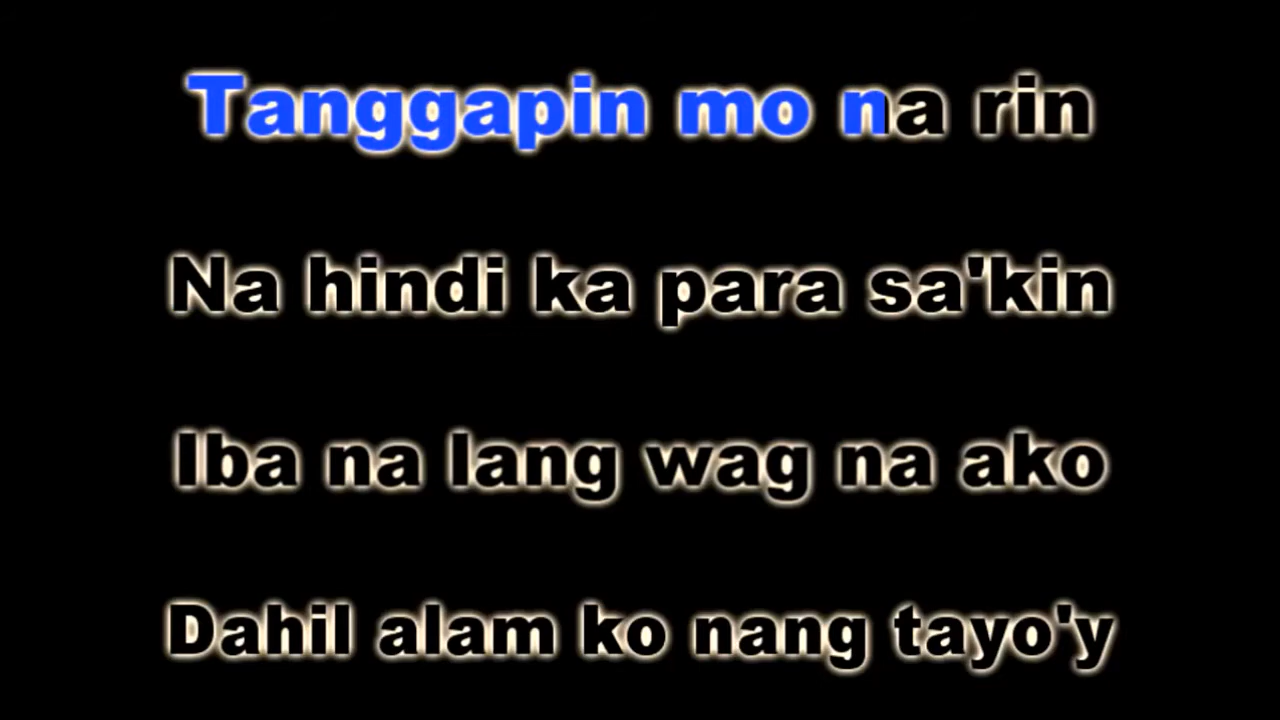 Tanggapin mo na rin
Na hindi ka para sa'kin
Iba na lang wag na ako
Dahil alam ko nang tayo'y